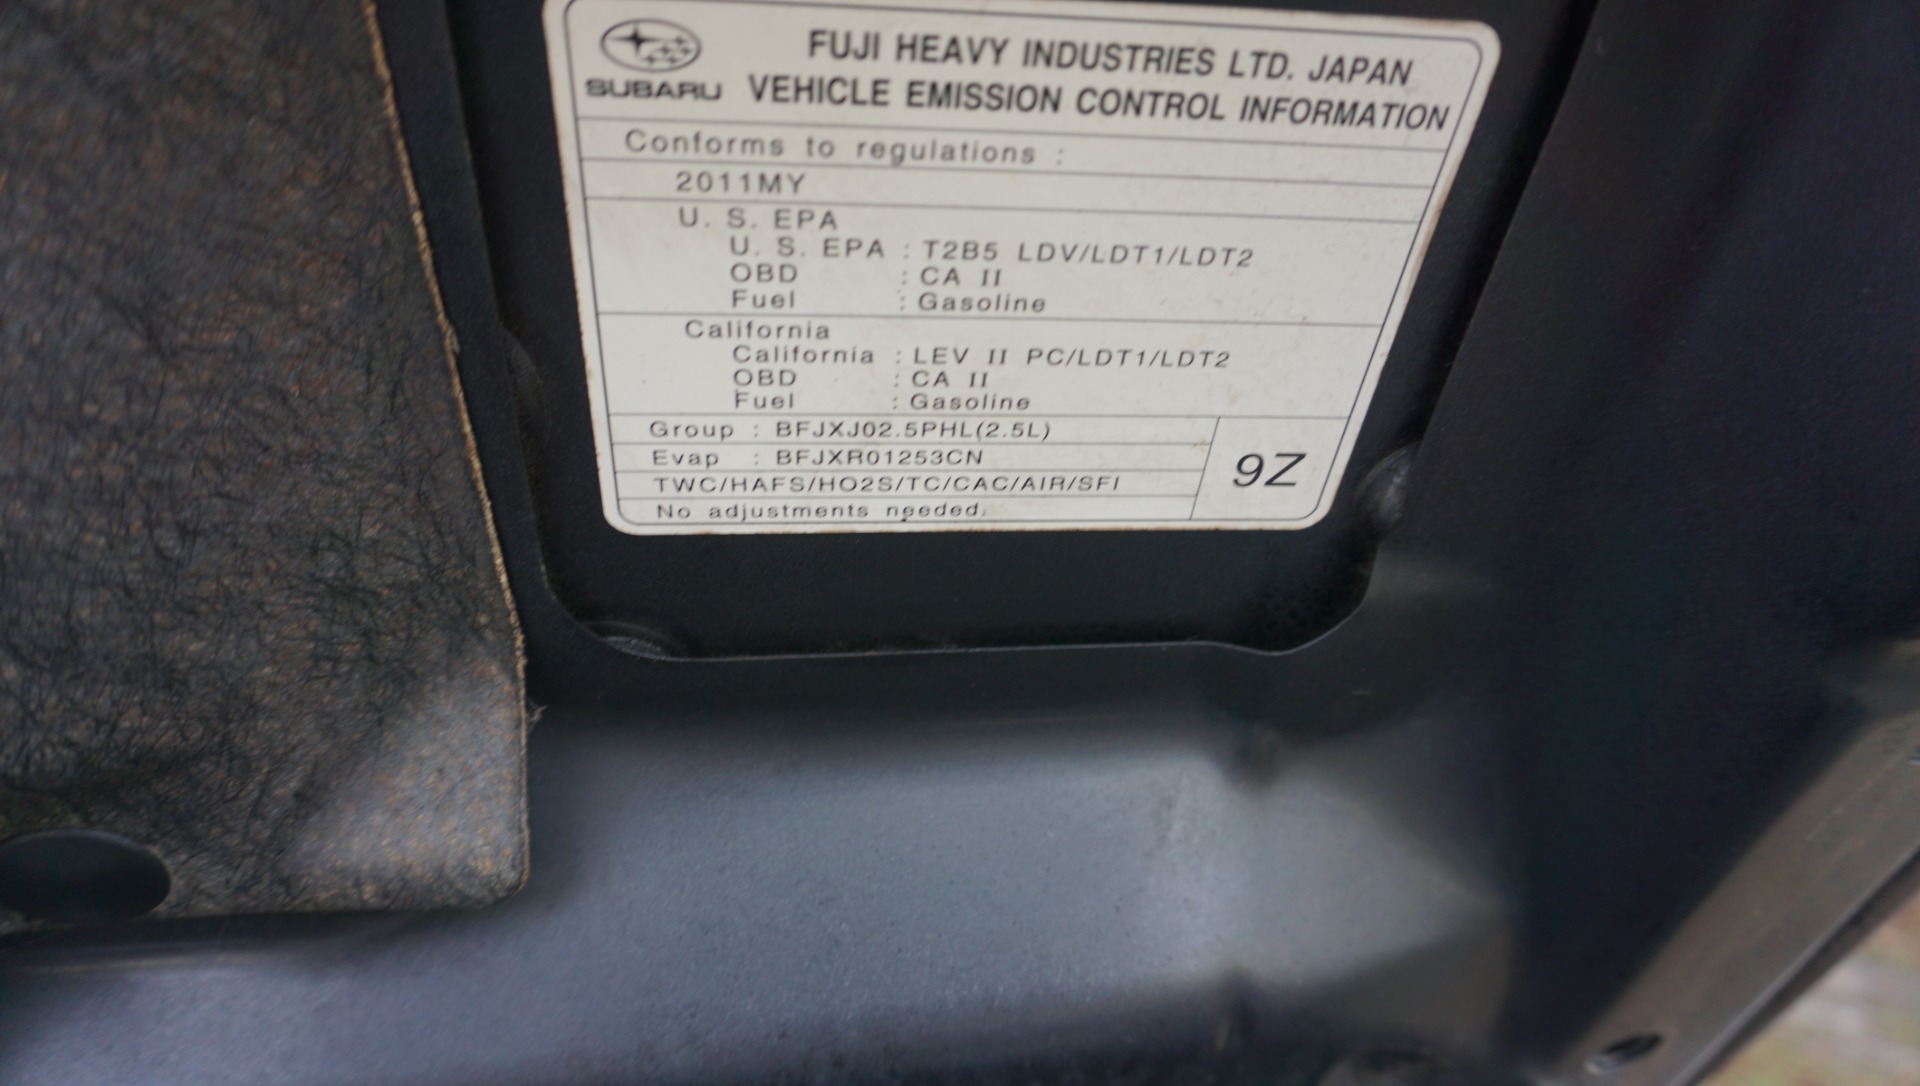 FUJI HEAVY INDUSTRIES LTD. JAPAN
SUBARU VEHICLE EMISSION CONTROL INFORMATION
Conforms to regulations :
2011MY
U. S. EPA
U. S. EPA : T2B5 LDV/LDT1/LDT2
OBD : CA II
Fuel : Gasoline
California
California : LEV II PC/LDT1/LDT2
OBD : CA II
Fuel : Gasoline
Group : BFJXJ02.5PHL(2.5L)
Evap : BFJXR01253CN
9Z
TWC/HAFS/HO2S/TC/CAC/AIR/SFI
No adjustments needed.